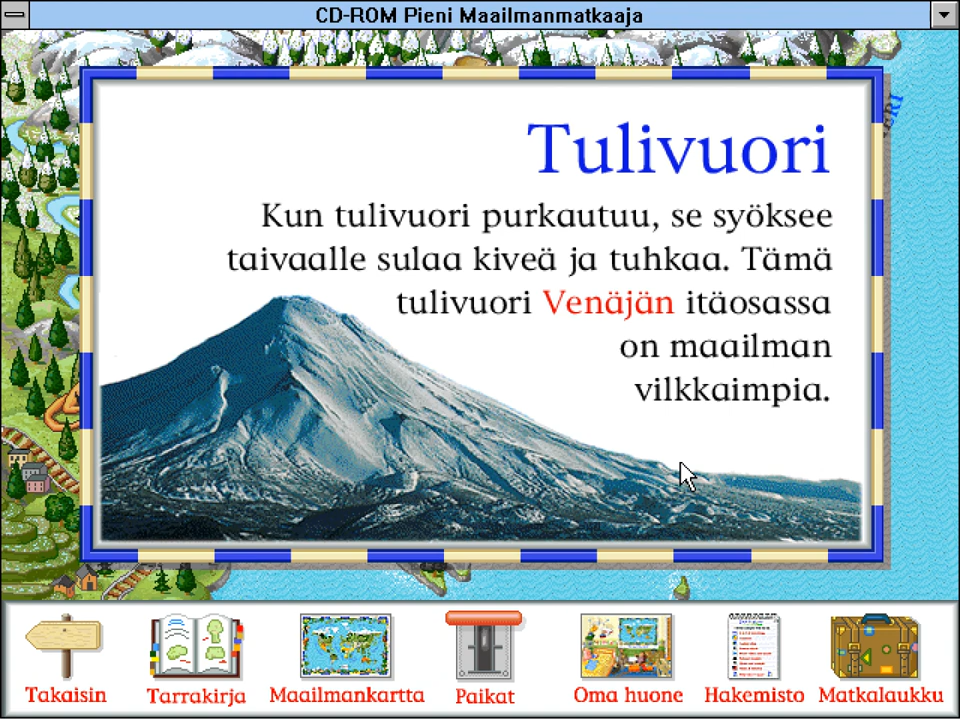 CD-ROM Pieni Maailmanmatkaaja
Tulivuori
Kun tulivuori purkautuu, se syöksee
taivaalle sulaa kiveä ja tuhkaa. Tämä
tulivuori Venäjän itäosassa
on maailman
vilkkaimpia.
Takaisin
Tarrakirja
Maailmankartta
Paikat
Oma huone
Hakemisto
Matkalaukku